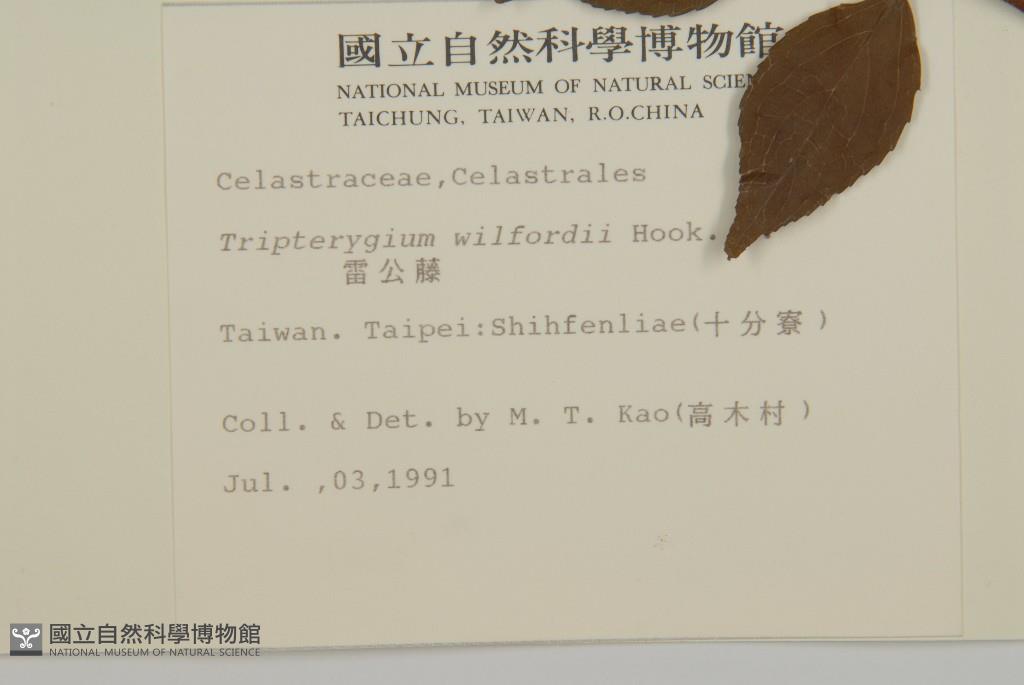 國立自然科學博物館
NATIONAL MUSEUM OF NATURAL
TAICHUNG, TAIWAN, R.O.CHINA
Celastraceae,Celastrales
Tripterygium wilfordii Hook.
雷公藤
Taiwan. Taipei:Shihfenliae(十分寮)
Coll. & Det. by M. T. Kao(高木村)
Jul. ,03,1991
國立自然科學博物館
NATIONAL MUSEUM OF NATURAL SCIENCE